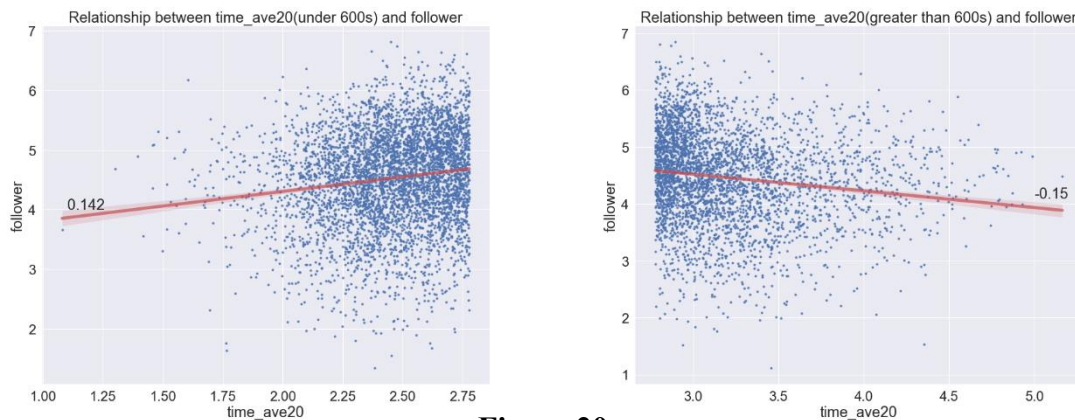 Relationship between time_ave20(under 600s) and follower
7
6
5
4
3
2
follower
0.142
1.00 1.25 1.50 1.75 2.00 2.25 2.50 2.75
time_ave20
Relationship between time_ave20(greater than 600s) and follower
7
6
5
4
3
2
1
follower
-0.15
3.0 3.5 4.0 4.5 5.0
time_ave20
Figure 20